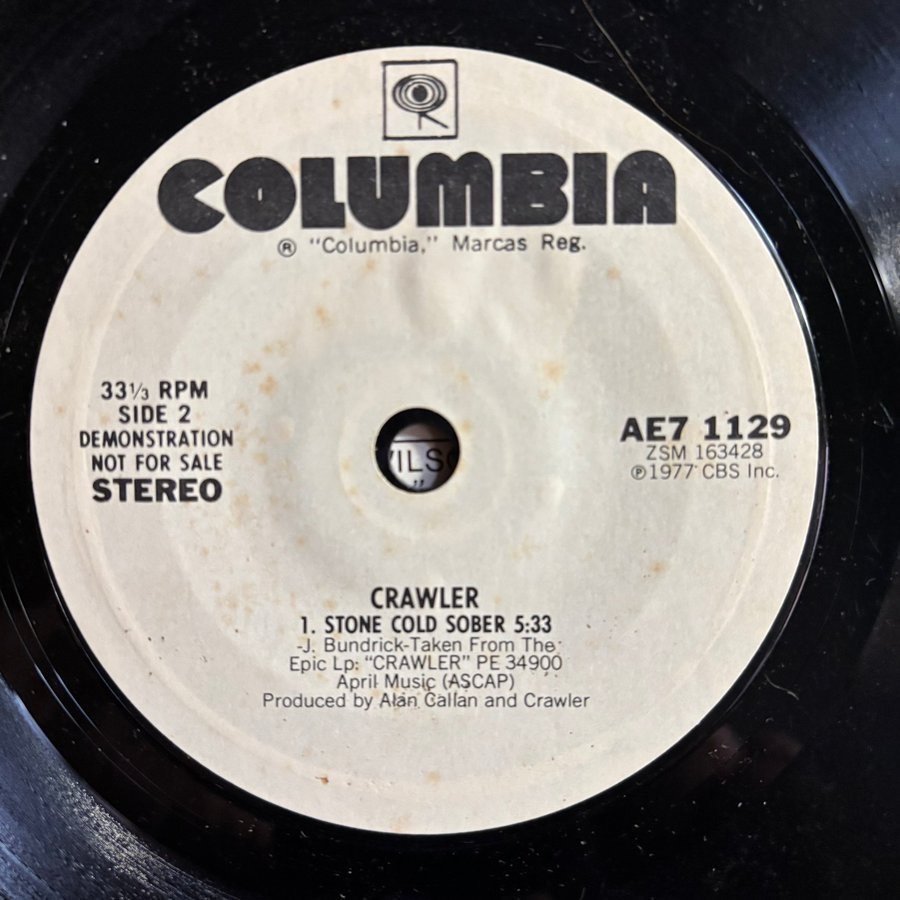 COLUMBIA
® "Columbia," Marcas Reg.
33⅓ RPM
SIDE 2
DEMONSTRATION
NOT FOR SALE
STEREO
AE7 1129
ZSM 163428
℗1977 CBS Inc.
CRAWLER
1. STONE COLD SOBER 5:33
-J. Bundrick-Taken From The
Epic Lp: "CRAWLER" PE 34900
April Music (ASCAP)
Produced by Alan Callan and Crawler